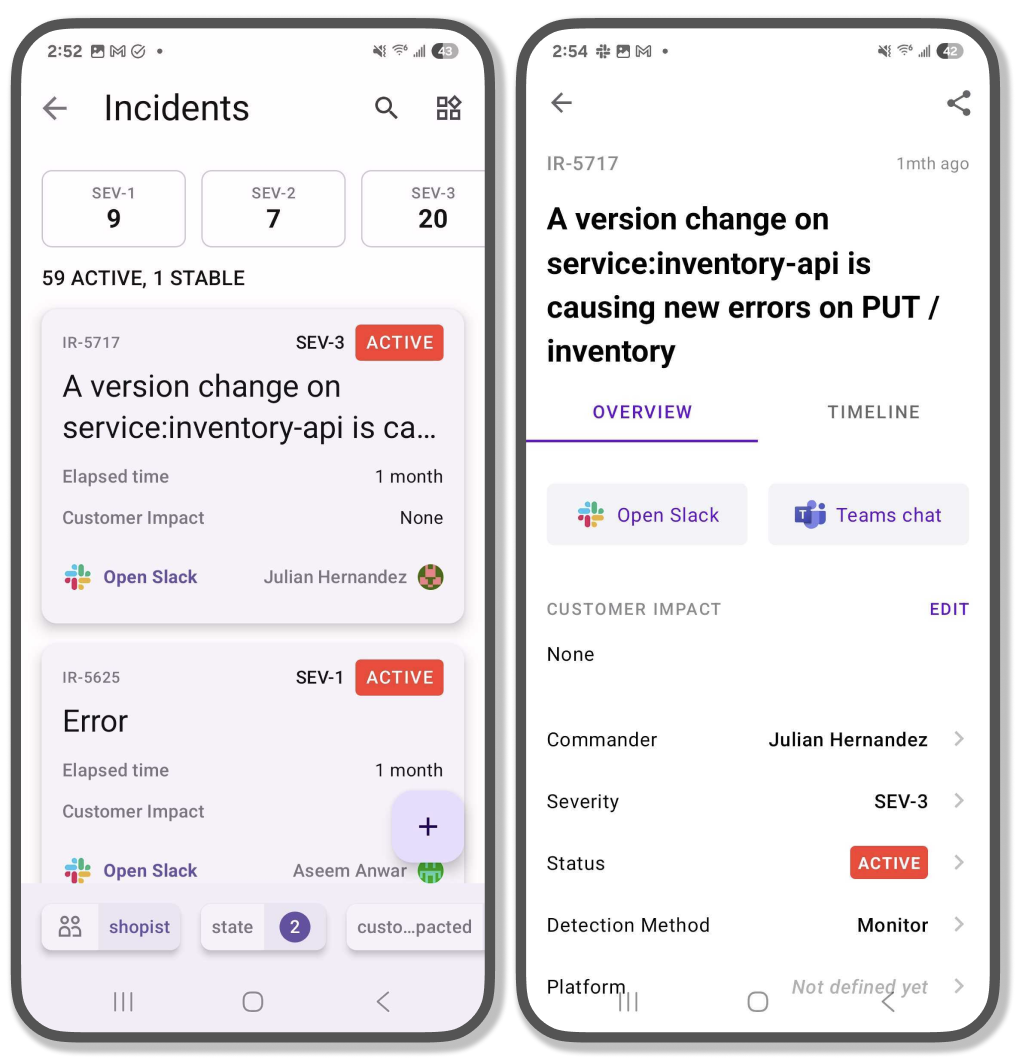 2:52
43
Incidents
SEV-1
9
SEV-2
7
SEV-3
20
59 ACTIVE, 1 STABLE
IR-5717
SEV-3
ACTIVE
A version change on
service:inventory-api is ca...
Elapsed time
1 month
Customer Impact
None
Open Slack
Julian Hernandez
IR-5625
SEV-1
ACTIVE
Error
Elapsed time
1 month
Customer Impact
+
Open Slack
Aseem Anwar
shopist
state
2
custo...pacted
2:54
42
IR-5717
1mth ago
A version change on
service:inventory-api is
causing new errors on PUT /
inventory
OVERVIEW
TIMELINE
Open Slack
T
Teams chat
CUSTOMER IMPACT
EDIT
None
Commander
Julian Hernandez
Severity
SEV-3
Status
ACTIVE
Detection Method
Monitor
Platform
Not defined yet